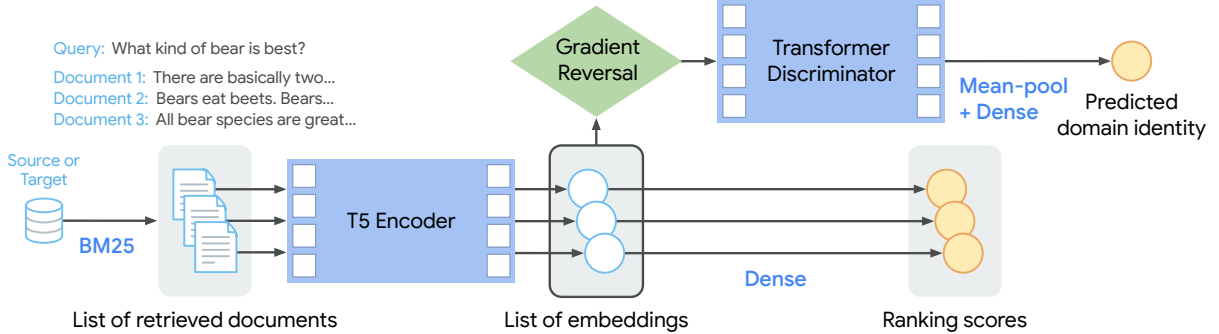 Query: What kind of bear is best?
Document 1: There are basically two...
Document 2: Bears eat beets. Bears...
Document 3: All bear species are great...
Source or
Target
BM25
List of retrieved documents
T5 Encoder
List of embeddings
Gradient
Reversal
Transformer
Discriminator
Mean-pool
+ Dense
Predicted
domain identity
Dense
Ranking scores